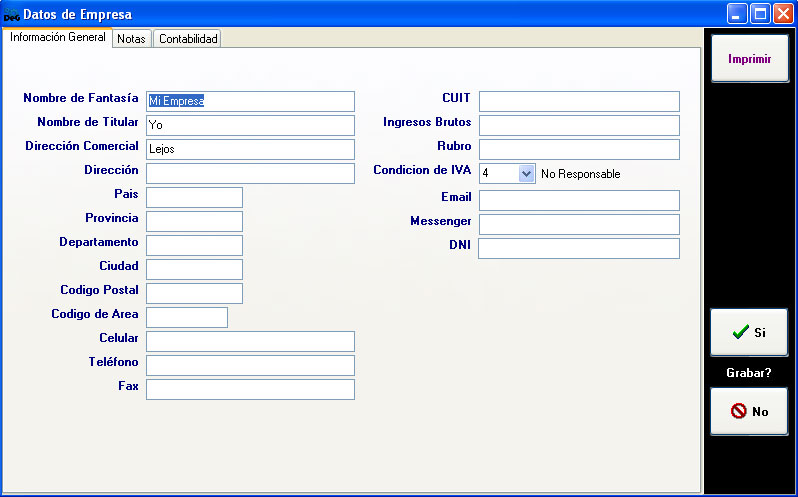 Datos de Empresa
Información General Notas Contabilidad
Imprimir
Nombre de Fantasía Mi Empresa
Nombre de Titular Yo
Dirección Comercial Lejos
Dirección
Pais
Provincia
Departamento
Ciudad
Codigo Postal
Codigo de Area
Celular
Teléfono
Fax
CUIT
Ingresos Brutos
Rubro
Condicion de IVA 4 No Responsable
Email
Messenger
DNI
Si
Grabar?
No